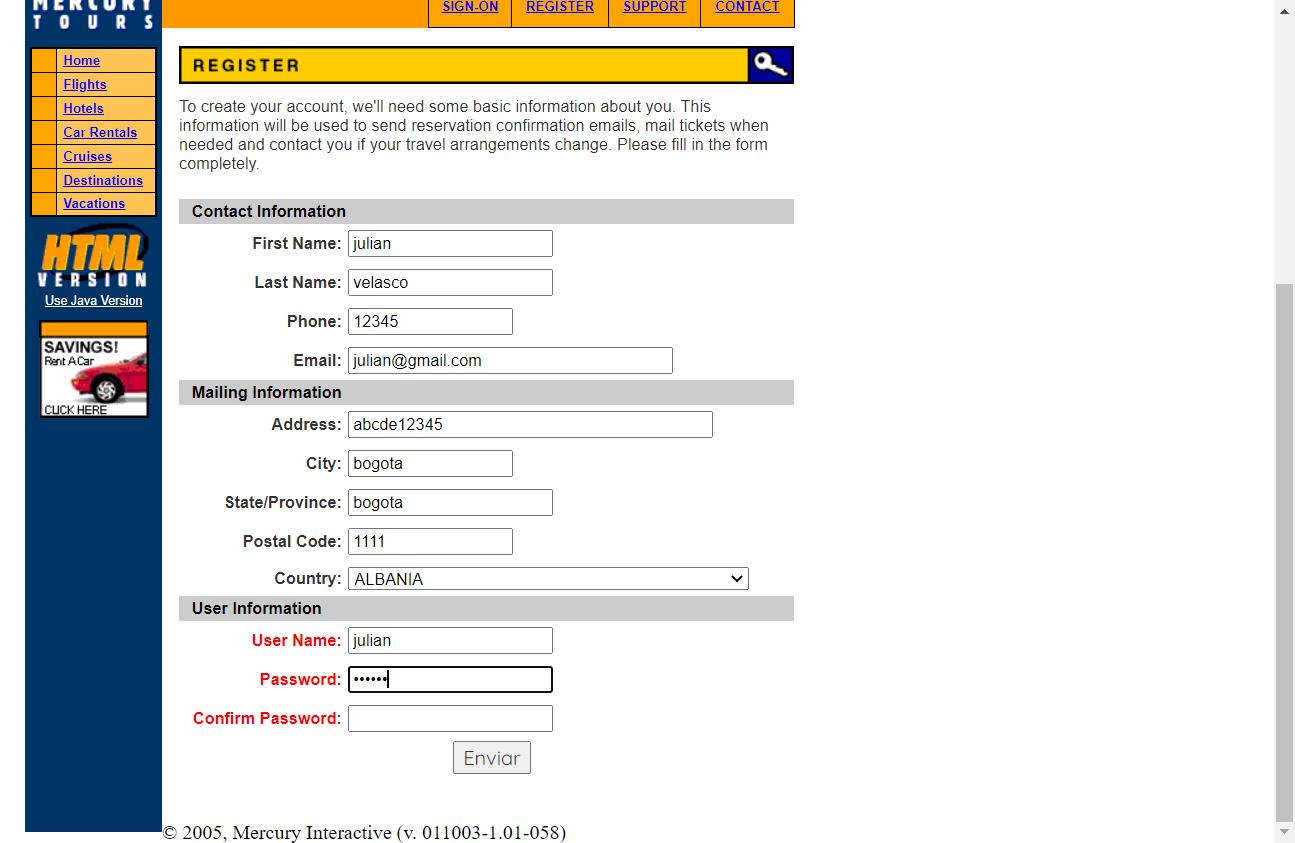 MERCURY
TOURS
SIGN-ON
REGISTER
SUPPORT
CONTACT
Home
Flights
Hotels
Car Rentals
Cruises
Destinations
Vacations
HTML
VERSION
Use Java Version
SAVINGS!
Rent A Car
CLICK HERE
REGISTER
To create your account, we'll need some basic information about you. This
information will be used to send reservation confirmation emails, mail tickets when
needed and contact you if your travel arrangements change. Please fill in the form
completely.
Contact Information
First Name: julian
Last Name: velasco
Phone: 12345
Email: julian@gmail.com
Mailing Information
Address: abcde12345
City: bogota
State/Province: bogota
Postal Code: 1111
Country: ALBANIA
User Information
User Name: julian
Password: ••••••
Confirm Password:
Enviar
© 2005, Mercury Interactive (v. 011003-1.01-058)